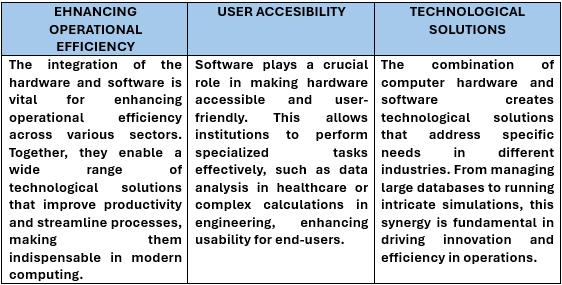 ENHANCING
OPERATIONAL
EFFICIENCY
The integration of the
hardware and software is
vital for enhancing
operational efficiency
across various sectors.
Together, they enable a
wide range of
technological solutions
that improve productivity
and streamline processes,
making them
indispensable in modern
computing.
USER ACCESIBILITY
Software plays a crucial
role in making hardware
accessible and user-
friendly. This allows
institutions to perform
specialized tasks
effectively, such as data
analysis in healthcare or
complex calculations in
engineering, enhancing
usability for end-users.
TECHNOLOGICAL
SOLUTIONS
The combination of
computer hardware and
software creates
technological solutions
that address specific
needs in different
industries. From managing
large databases to running
intricate simulations, this
synergy is fundamental in
driving innovation and
efficiency in operations.